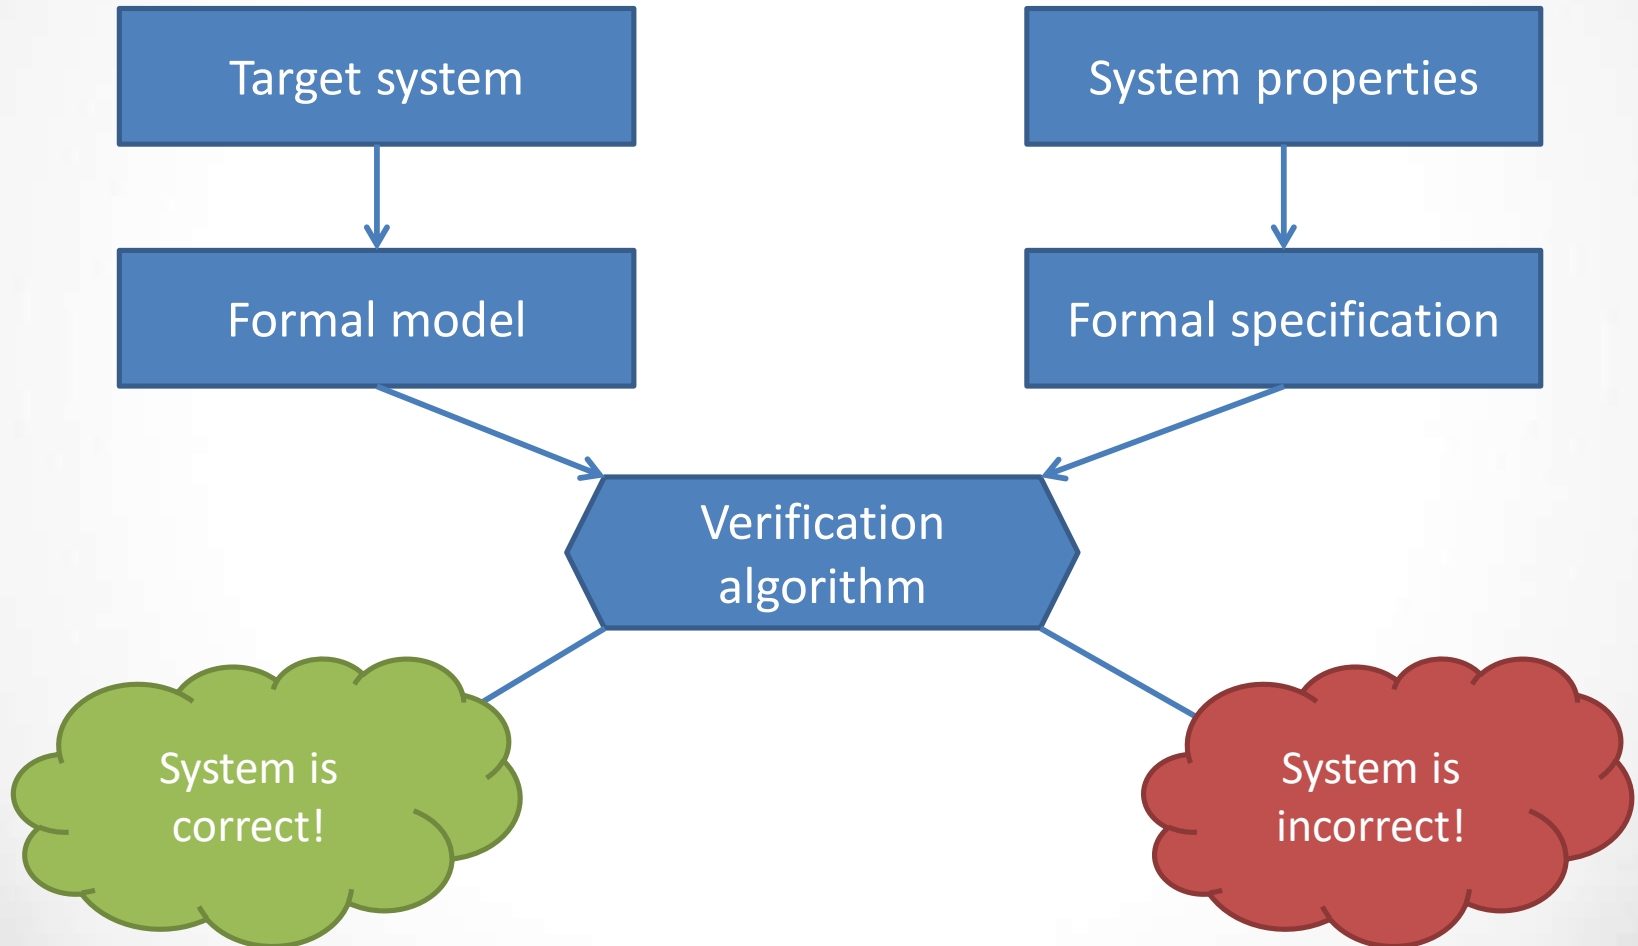 Target system
System properties
Formal model
Formal specification
Verification
algorithm
System is
correct!
System is
incorrect!